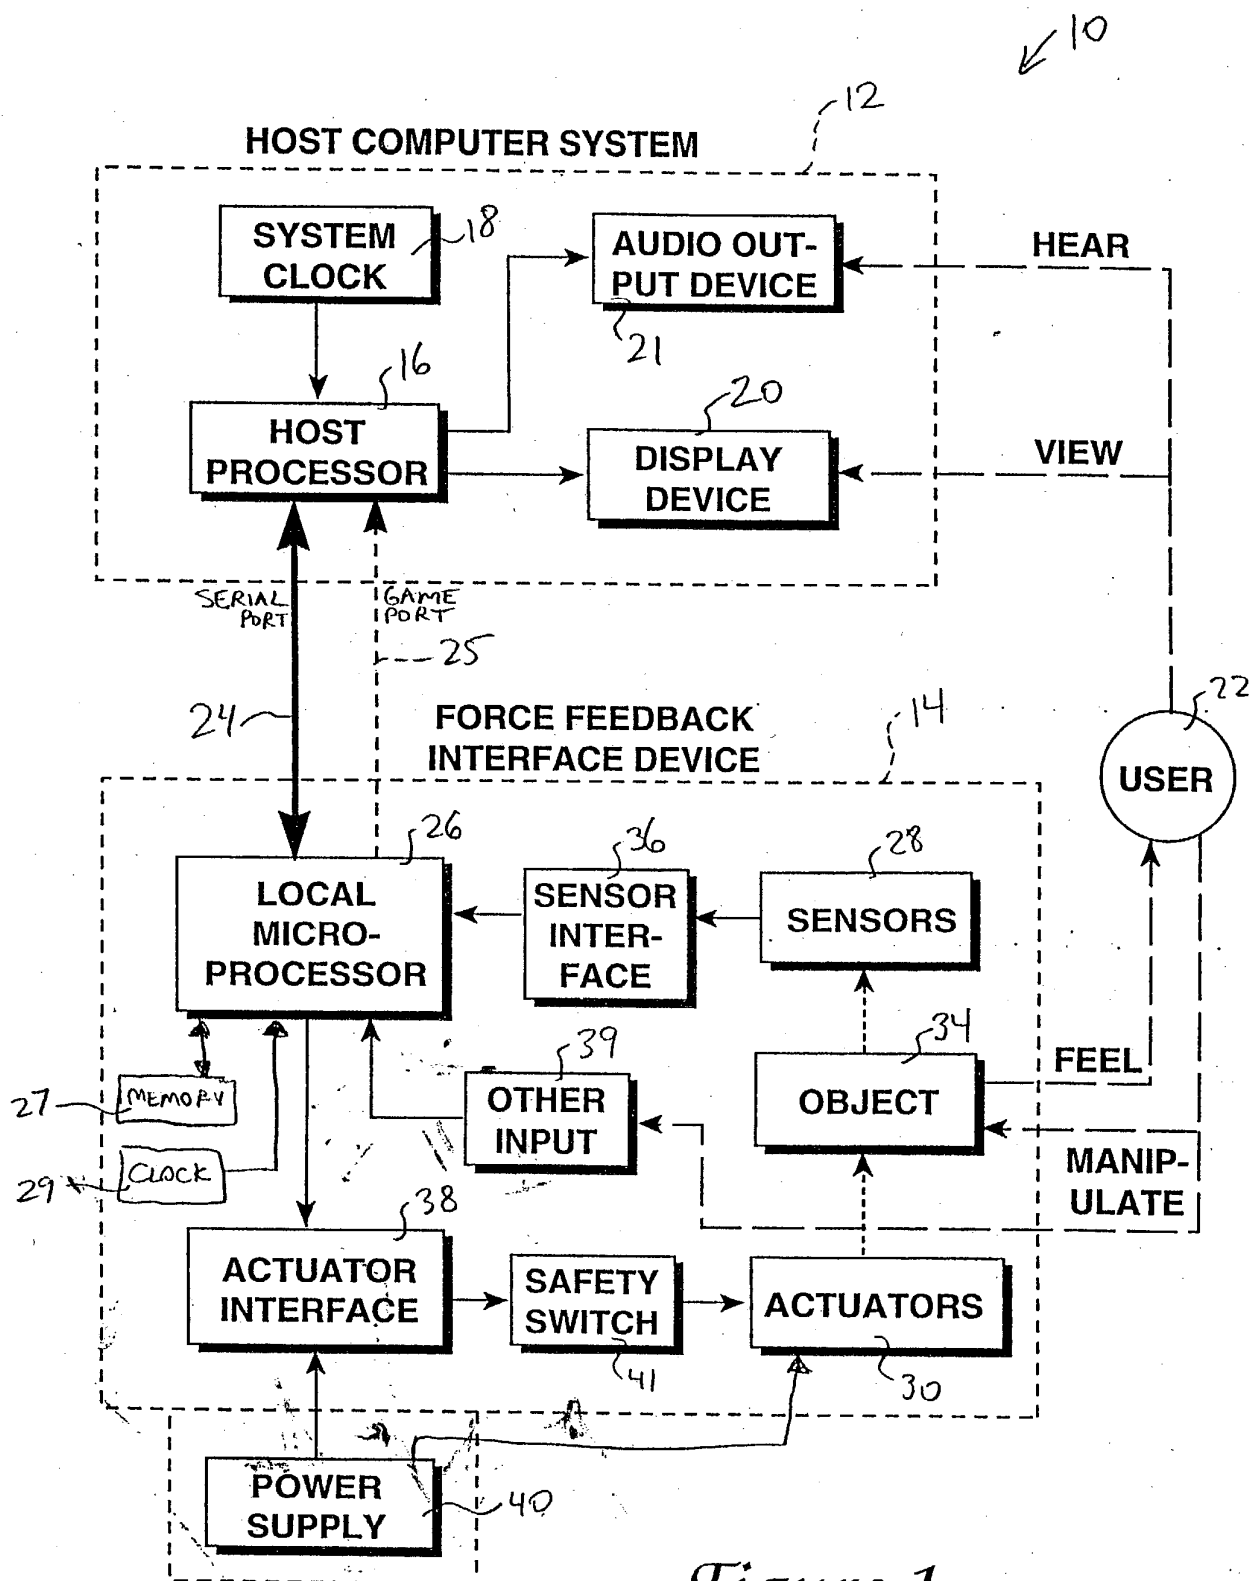 10
12
HOST COMPUTER SYSTEM
SYSTEM
CLOCK
18
AUDIO OUT-
PUT DEVICE
21
HEAR
16
HOST
PROCESSOR
20
DISPLAY
DEVICE
VIEW
SERIAL
PORT
GAME
PORT
25
24
FORCE FEEDBACK
INTERFACE DEVICE
14
22
USER
26
LOCAL
MICRO-
PROCESSOR
36
SENSOR
INTER-
FACE
28
SENSORS
27
MEMORY
29
CLOCK
39
OTHER
INPUT
34
OBJECT
FEEL
MANIP-
ULATE
38
ACTUATOR
INTERFACE
SAFETY
SWITCH
41
ACTUATORS
30
POWER
SUPPLY
40
Figure 1